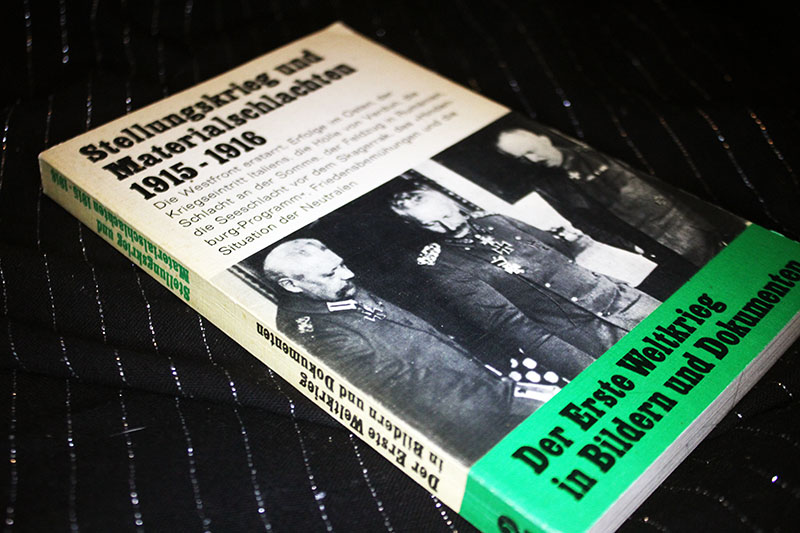 Stellungskrieg und
Materialschlachten
1915-1916
Die Westfront erstarrt, Erfolge im Osten, der
Kriegseintritt Italiens, die Hölle von Verdun, die
Schlacht an der Somme, der Feldzug in Rumänien,
die Seeschlacht vor dem Skagerrak, das »Hinden-
burg-Programm«, Friedensbemühungen und die
Situation der Neutralen
Der Erste Weltkrieg
in Bildern und Dokumenten
Stellungskrieg und
Materialschlachten 1915-1916
Der Erste Weltkrieg
in Bildern und Dokumenten
2